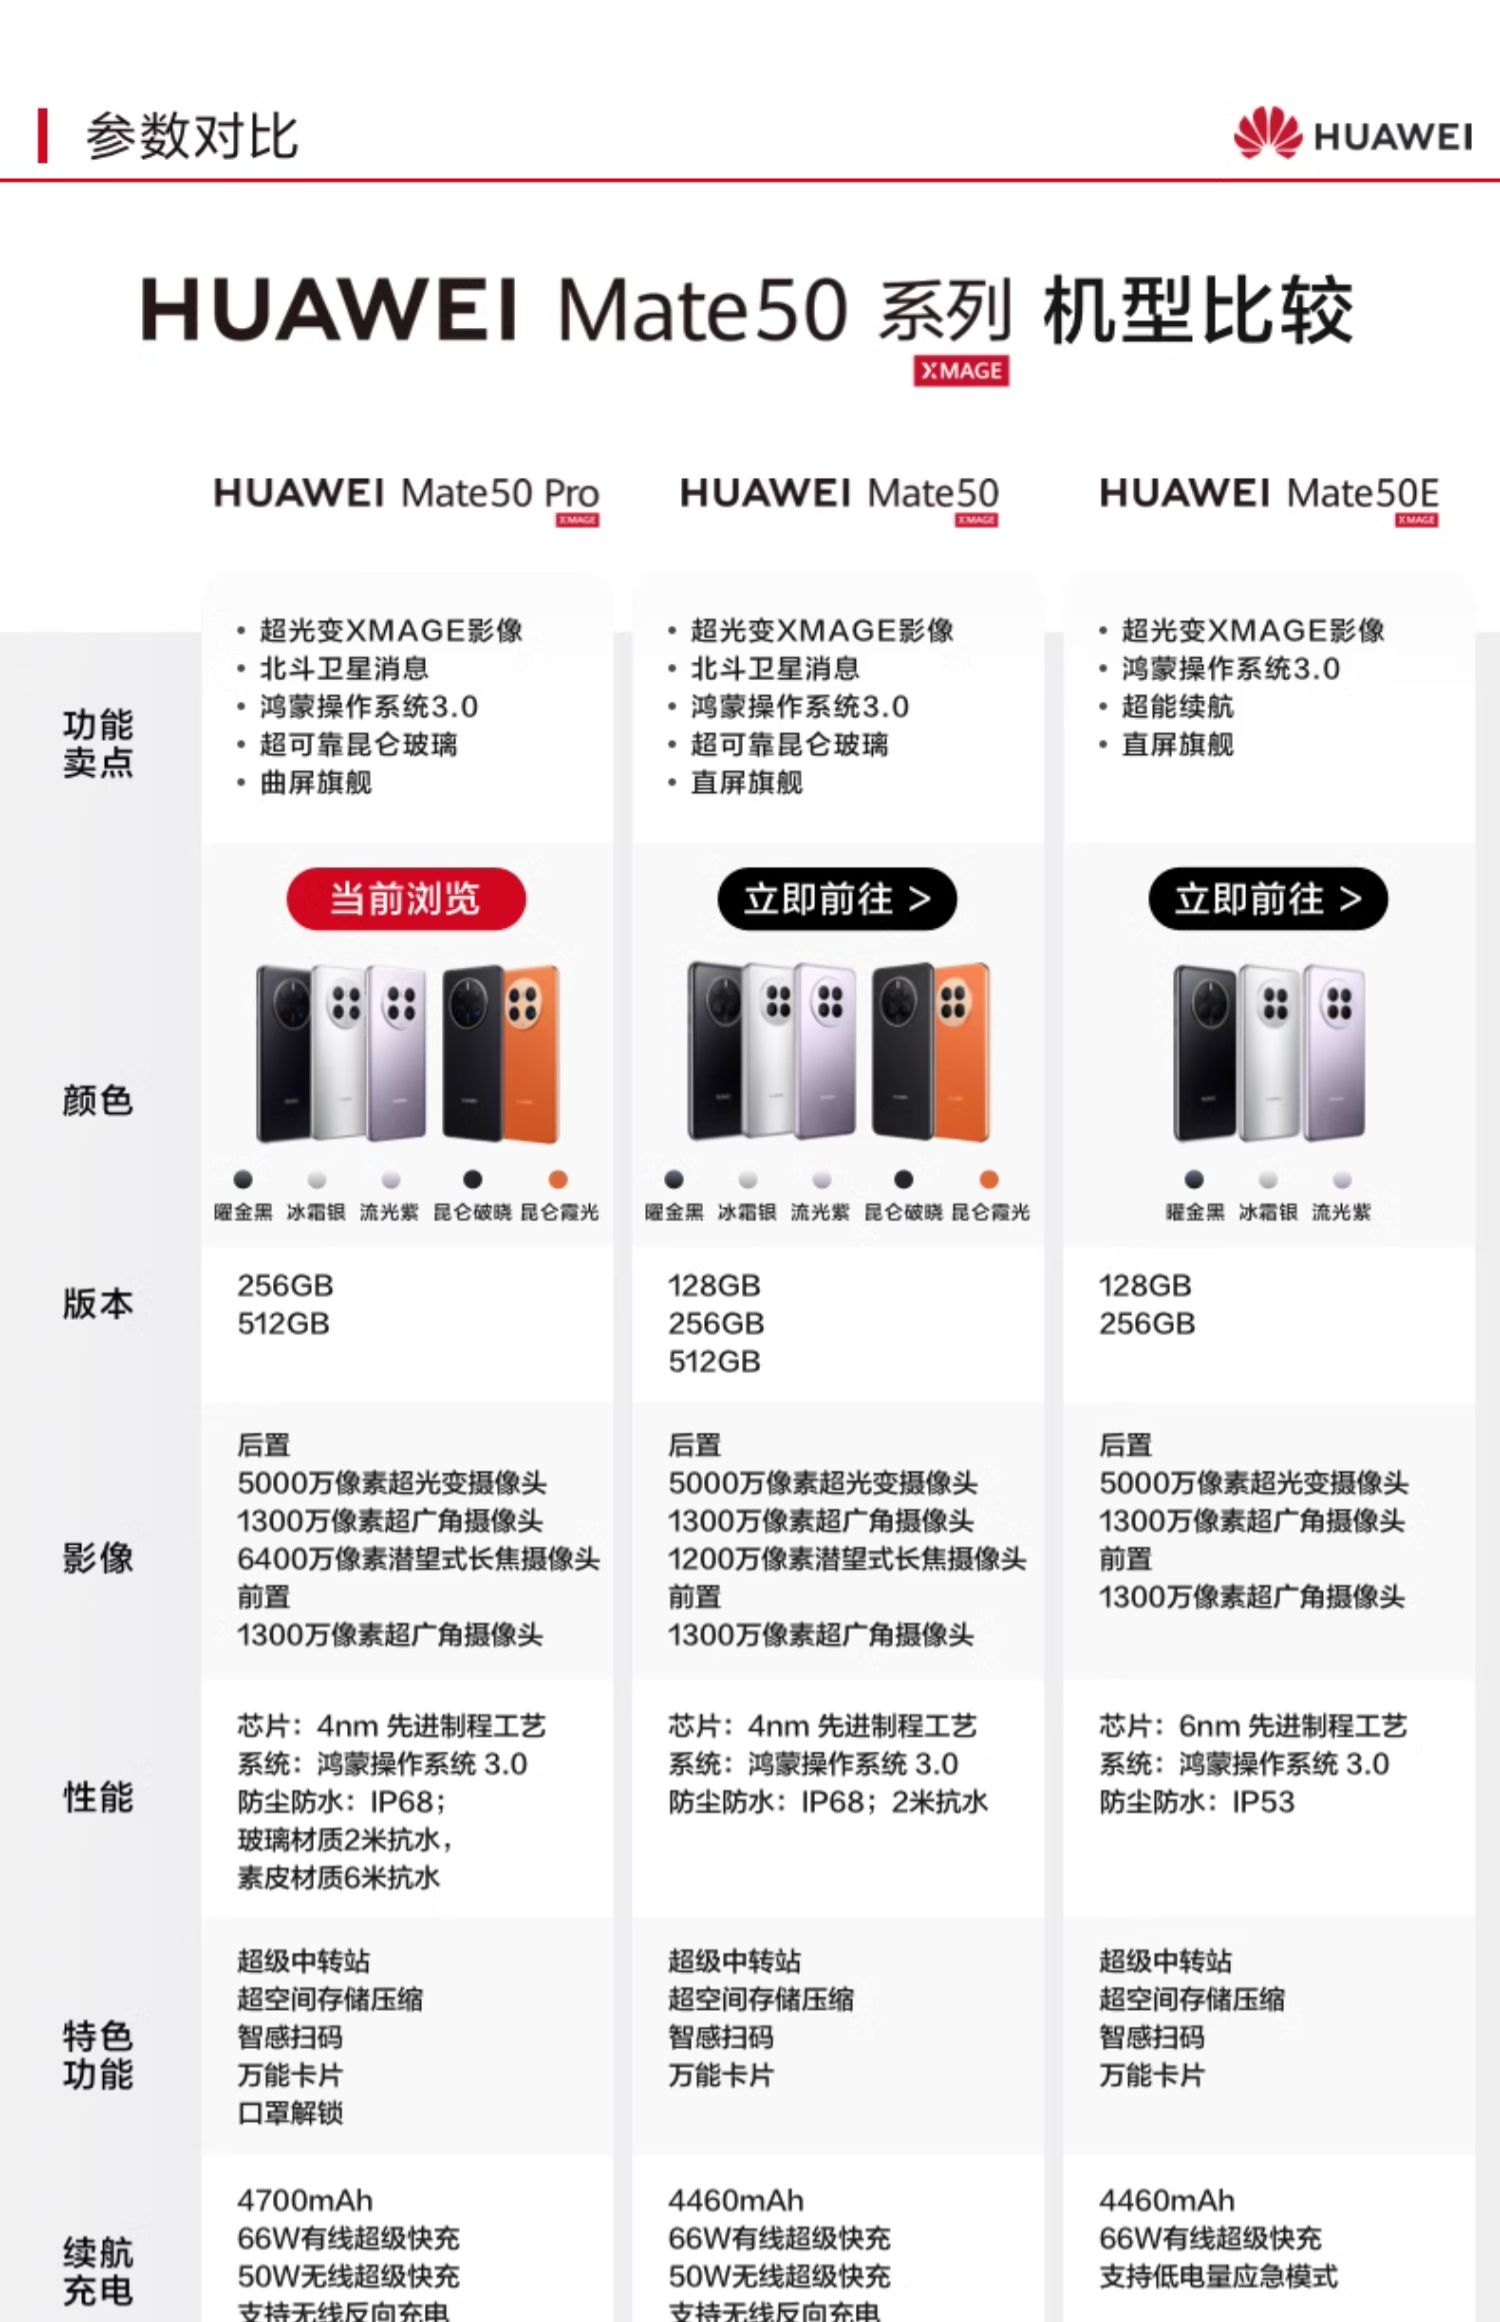 参数对比
HUAWEI
HUAWEI Mate50 系列 机型比较
XMAGE
HUAWEI Mate50 Pro
XMAGE
HUAWEI Mate50
XMAGE
HUAWEI Mate50E
XMAGE
功能
卖点
• 超光变XMAGE影像
• 北斗卫星消息
• 鸿蒙操作系统3.0
• 超可靠昆仑玻璃
• 曲屏旗舰
• 超光变XMAGE影像
• 北斗卫星消息
• 鸿蒙操作系统3.0
• 超可靠昆仑玻璃
• 直屏旗舰
• 超光变XMAGE影像
• 鸿蒙操作系统3.0
• 超能续航
• 直屏旗舰
当前浏览
立即前往 >
立即前往 >
颜色
曜金黑 冰霜银 流光紫 昆仑破晓 昆仑霞光
曜金黑 冰霜银 流光紫 昆仑破晓 昆仑霞光
曜金黑 冰霜银 流光紫
版本
256GB
512GB
128GB
256GB
512GB
128GB
256GB
影像
后置
5000万像素超光变摄像头
1300万像素超广角摄像头
6400万像素潜望式长焦摄像头
前置
1300万像素超广角摄像头
后置
5000万像素超光变摄像头
1300万像素超广角摄像头
1200万像素潜望式长焦摄像头
前置
1300万像素超广角摄像头
后置
5000万像素超光变摄像头
1300万像素超广角摄像头
前置
1300万像素超广角摄像头
性能
芯片：4nm 先进制程工艺
系统：鸿蒙操作系统 3.0
防尘防水：IP68；
玻璃材质2米抗水，
素皮材质6米抗水
芯片：4nm 先进制程工艺
系统：鸿蒙操作系统 3.0
防尘防水：IP68；2米抗水
芯片：6nm 先进制程工艺
系统：鸿蒙操作系统 3.0
防尘防水：IP53
特色
功能
超级中转站
超空间存储压缩
智感扫码
万能卡片
口罩解锁
超级中转站
超空间存储压缩
智感扫码
万能卡片
超级中转站
超空间存储压缩
智感扫码
万能卡片
续航
充电
4700mAh
66W有线超级快充
50W无线超级快充
支持无线反向充电
4460mAh
66W有线超级快充
50W无线超级快充
支持无线反向充电
4460mAh
66W有线超级快充
支持低电量应急模式